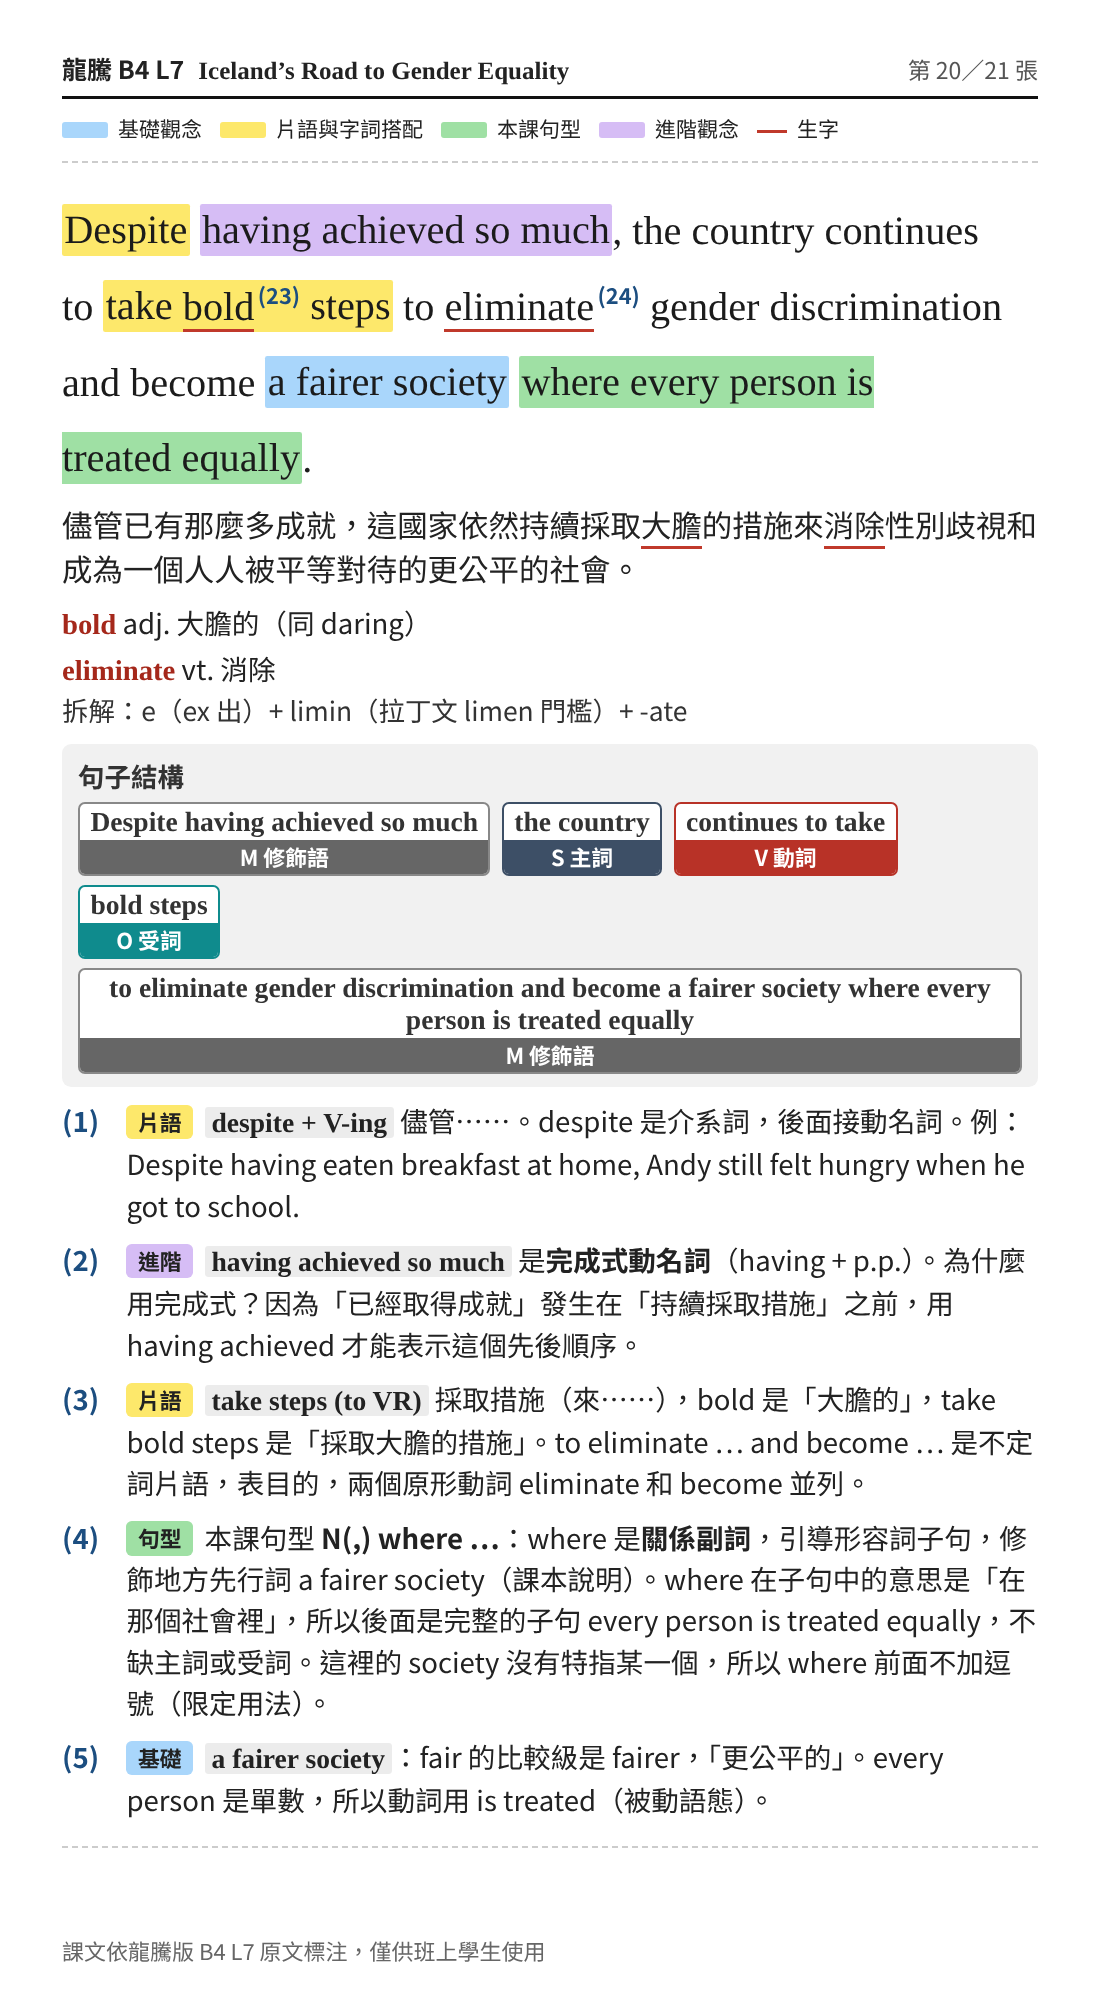 龍騰 B4 L7 Iceland’s Road to Gender Equality 第 20／21 張
基礎觀念 片語與字詞搭配 本課句型 進階觀念 生字
Despite having achieved so much, the country continues
to take bold(23) steps to eliminate(24) gender discrimination
and become a fairer society where every person is
treated equally.
儘管已有那麼多成就，這國家依然持續採取大膽的措施來消除性別歧視和
成為一個人人被平等對待的更公平的社會。
bold adj. 大膽的（同 daring）
eliminate vt. 消除
拆解：e（ex 出）+ limin（拉丁文 limen 門檻）+ -ate
句子結構
Despite having achieved so much the country continues to take
M 修飾語 S 主詞 V 動詞
bold steps
O 受詞
to eliminate gender discrimination and become a fairer society where every
person is treated equally
M 修飾語
(1) 片語 despite + V-ing 儘管……。despite 是介系詞，後面接動名詞。例：
Despite having eaten breakfast at home, Andy still felt hungry when he
got to school.
(2) 進階 having achieved so much 是完成式動名詞（having + p.p.）。為什麼
用完成式？因為「已經取得成就」發生在「持續採取措施」之前，用
having achieved 才能表示這個先後順序。
(3) 片語 take steps (to VR) 採取措施（來……），bold 是「大膽的」，take
bold steps 是「採取大膽的措施」。to eliminate … and become … 是不定
詞片語，表目的，兩個原形動詞 eliminate 和 become 並列。
(4) 句型 本課句型 N(,) where …：where 是關係副詞，引導形容詞子句，修
飾地方先行詞 a fairer society（課本說明）。where 在子句中的意思是「在
那個社會裡」，所以後面是完整的子句 every person is treated equally，不
缺主詞或受詞。這裡的 society 沒有特指某一個，所以 where 前面不加逗
號（限定用法）。
(5) 基礎 a fairer society：fair 的比較級是 fairer，「更公平的」。every
person 是單數，所以動詞用 is treated（被動語態）。
課文依龍騰版 B4 L7 原文標注，僅供班上學生使用